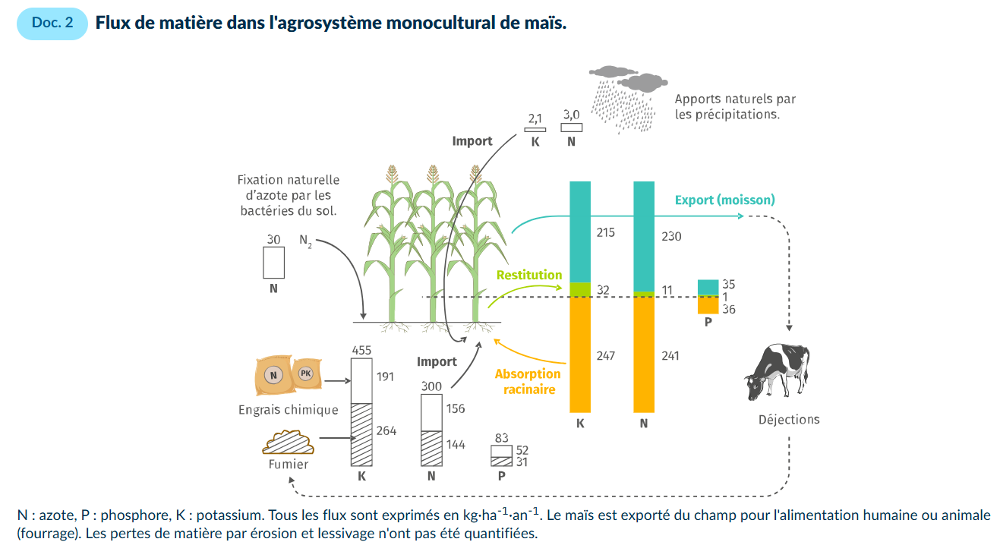 Doc. 2
Flux de matière dans l'agrosystème monocultural de maïs.
Apports naturels par
les précipitations.
2,1
3,0
K
N
Import
Fixation naturelle
d'azote par les
bactéries du sol.
30
N2
N
Export (moisson)
215
230
Restitution
32
11
35
1
36
P
247
241
Absorption
racinaire
K
N
455
191
264
K
Import
300
156
144
N
83
52
31
P
N
PK
Engrais chimique
Fumier
Déjections
N : azote, P : phosphore, K : potassium. Tous les flux sont exprimés en kg·ha-1·an-1. Le maïs est exporté du champ pour l'alimentation humaine ou animale
(fourrage). Les pertes de matière par érosion et lessivage n'ont pas été quantifiées.